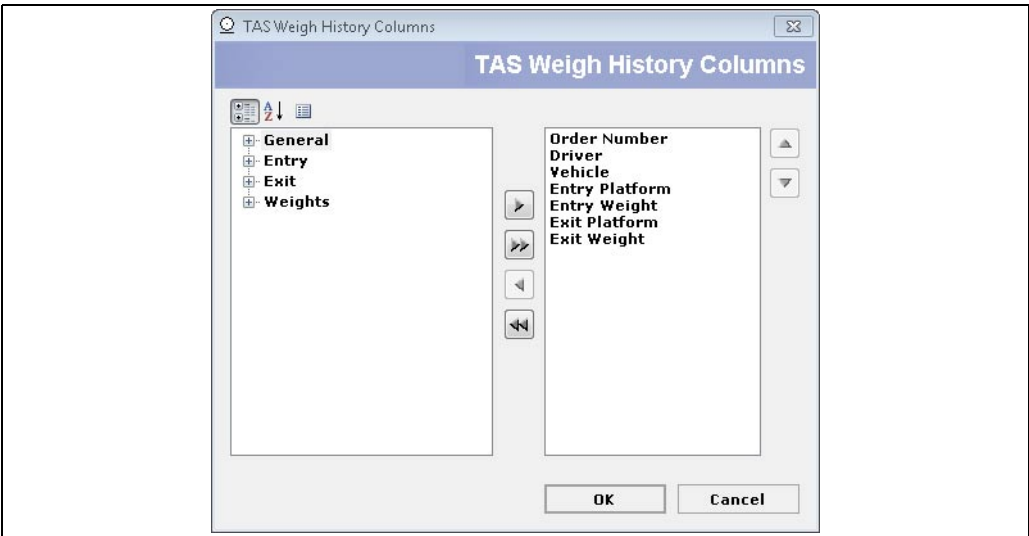 TAS Weigh History Columns
TAS Weigh History Columns
General
Entry
Exit
Weights
Order Number
Driver
Vehicle
Entry Platform
Entry Weight
Exit Platform
Exit Weight
OK
Cancel